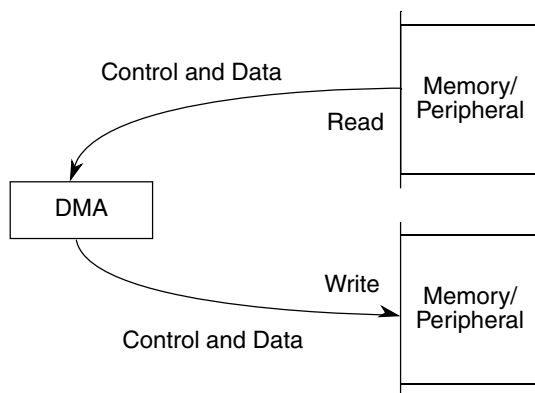 Control and Data
Memory/
Peripheral
Read
DMA
Write
Memory/
Peripheral
Control and Data